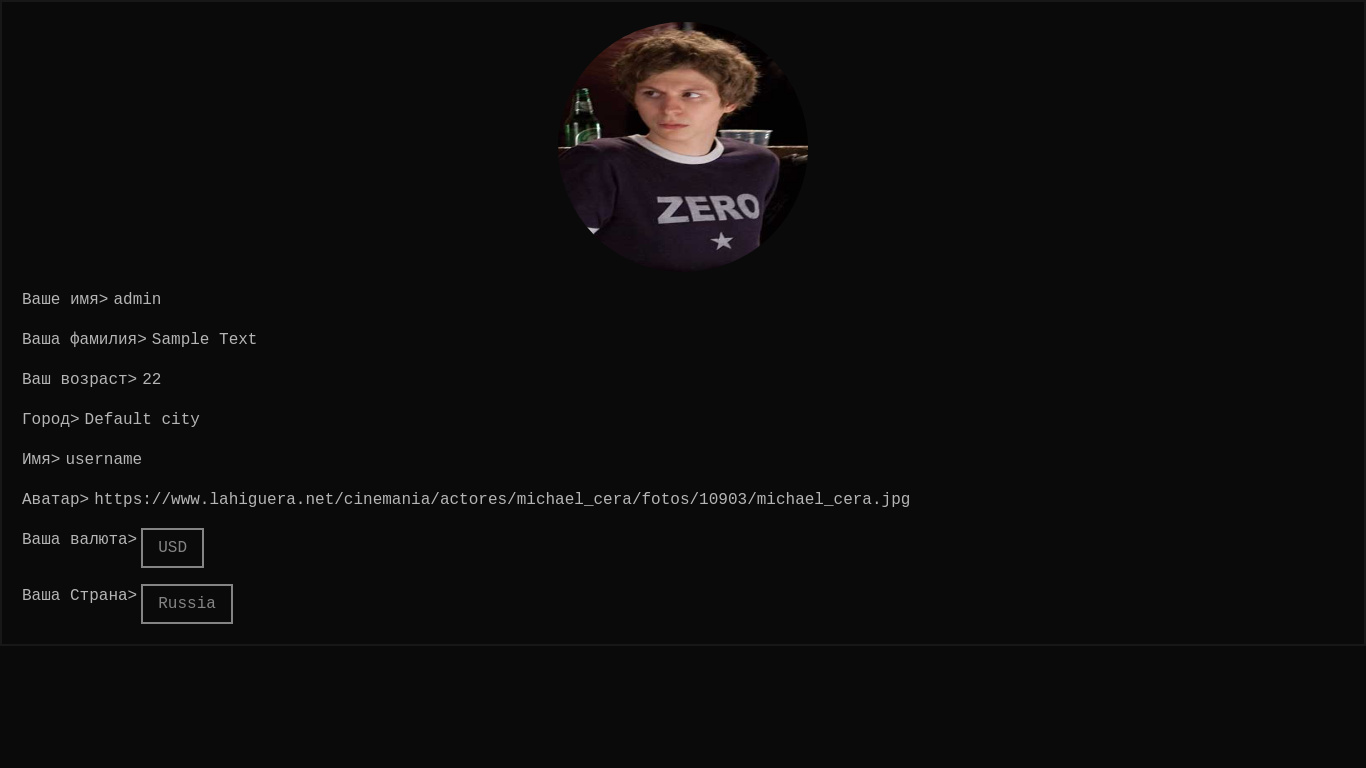 ZERO
Ваше имя> admin
Ваша фамилия> Sample Text
Ваш возраст> 22
Город> Default city
Имя> username
Аватар> https://www.lahiguera.net/cinemania/actores/michael_cera/fotos/10903/michael_cera.jpg
Ваша валюта> USD
Ваша Страна> Russia